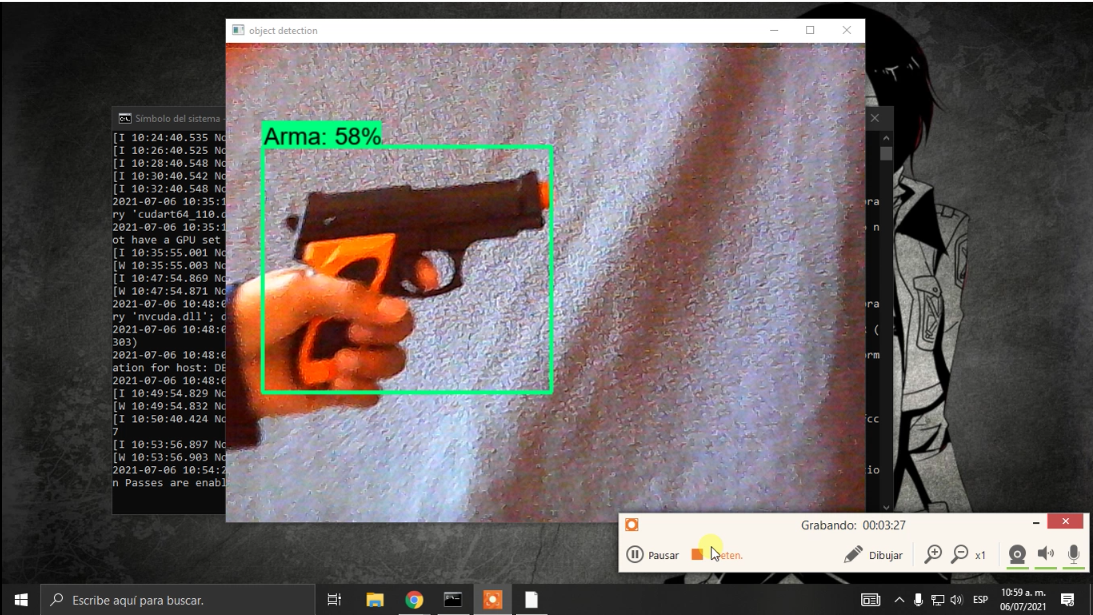 object detection
Arma: 58%
Símbolo del sistema -
[I 10:24:40.535 No
[I 10:26:40.525 No
[I 10:28:40.548 No
[I 10:30:40.542 No
[I 10:32:40.548 No
2021-07-06 10:35:1
ry 'cudart64_110.d
2021-07-06 10:35:1
ot have a GPU set
[I 10:35:55.001 No
[W 10:35:55.003 No
[I 10:47:54.869 No
[W 10:47:54.871 No
2021-07-06 10:48:0
ry 'nvcuda.dll'; d
2021-07-06 10:48:0
303)
2021-07-06 10:48:0
ation for host: DE
2021-07-06 10:48:0
[I 10:49:54.829 No
[W 10:49:54.832 No
[I 10:50:40.424 No
7
[I 10:53:56.897 No
[W 10:53:56.903 No
2021-07-06 10:54:2
n Passes are enabl
Grabando: 00:03:27
Pausar
eten.
Dibujar
x1
Escribe aquí para buscar.
ESP
10:59 a. m.
06/07/2021